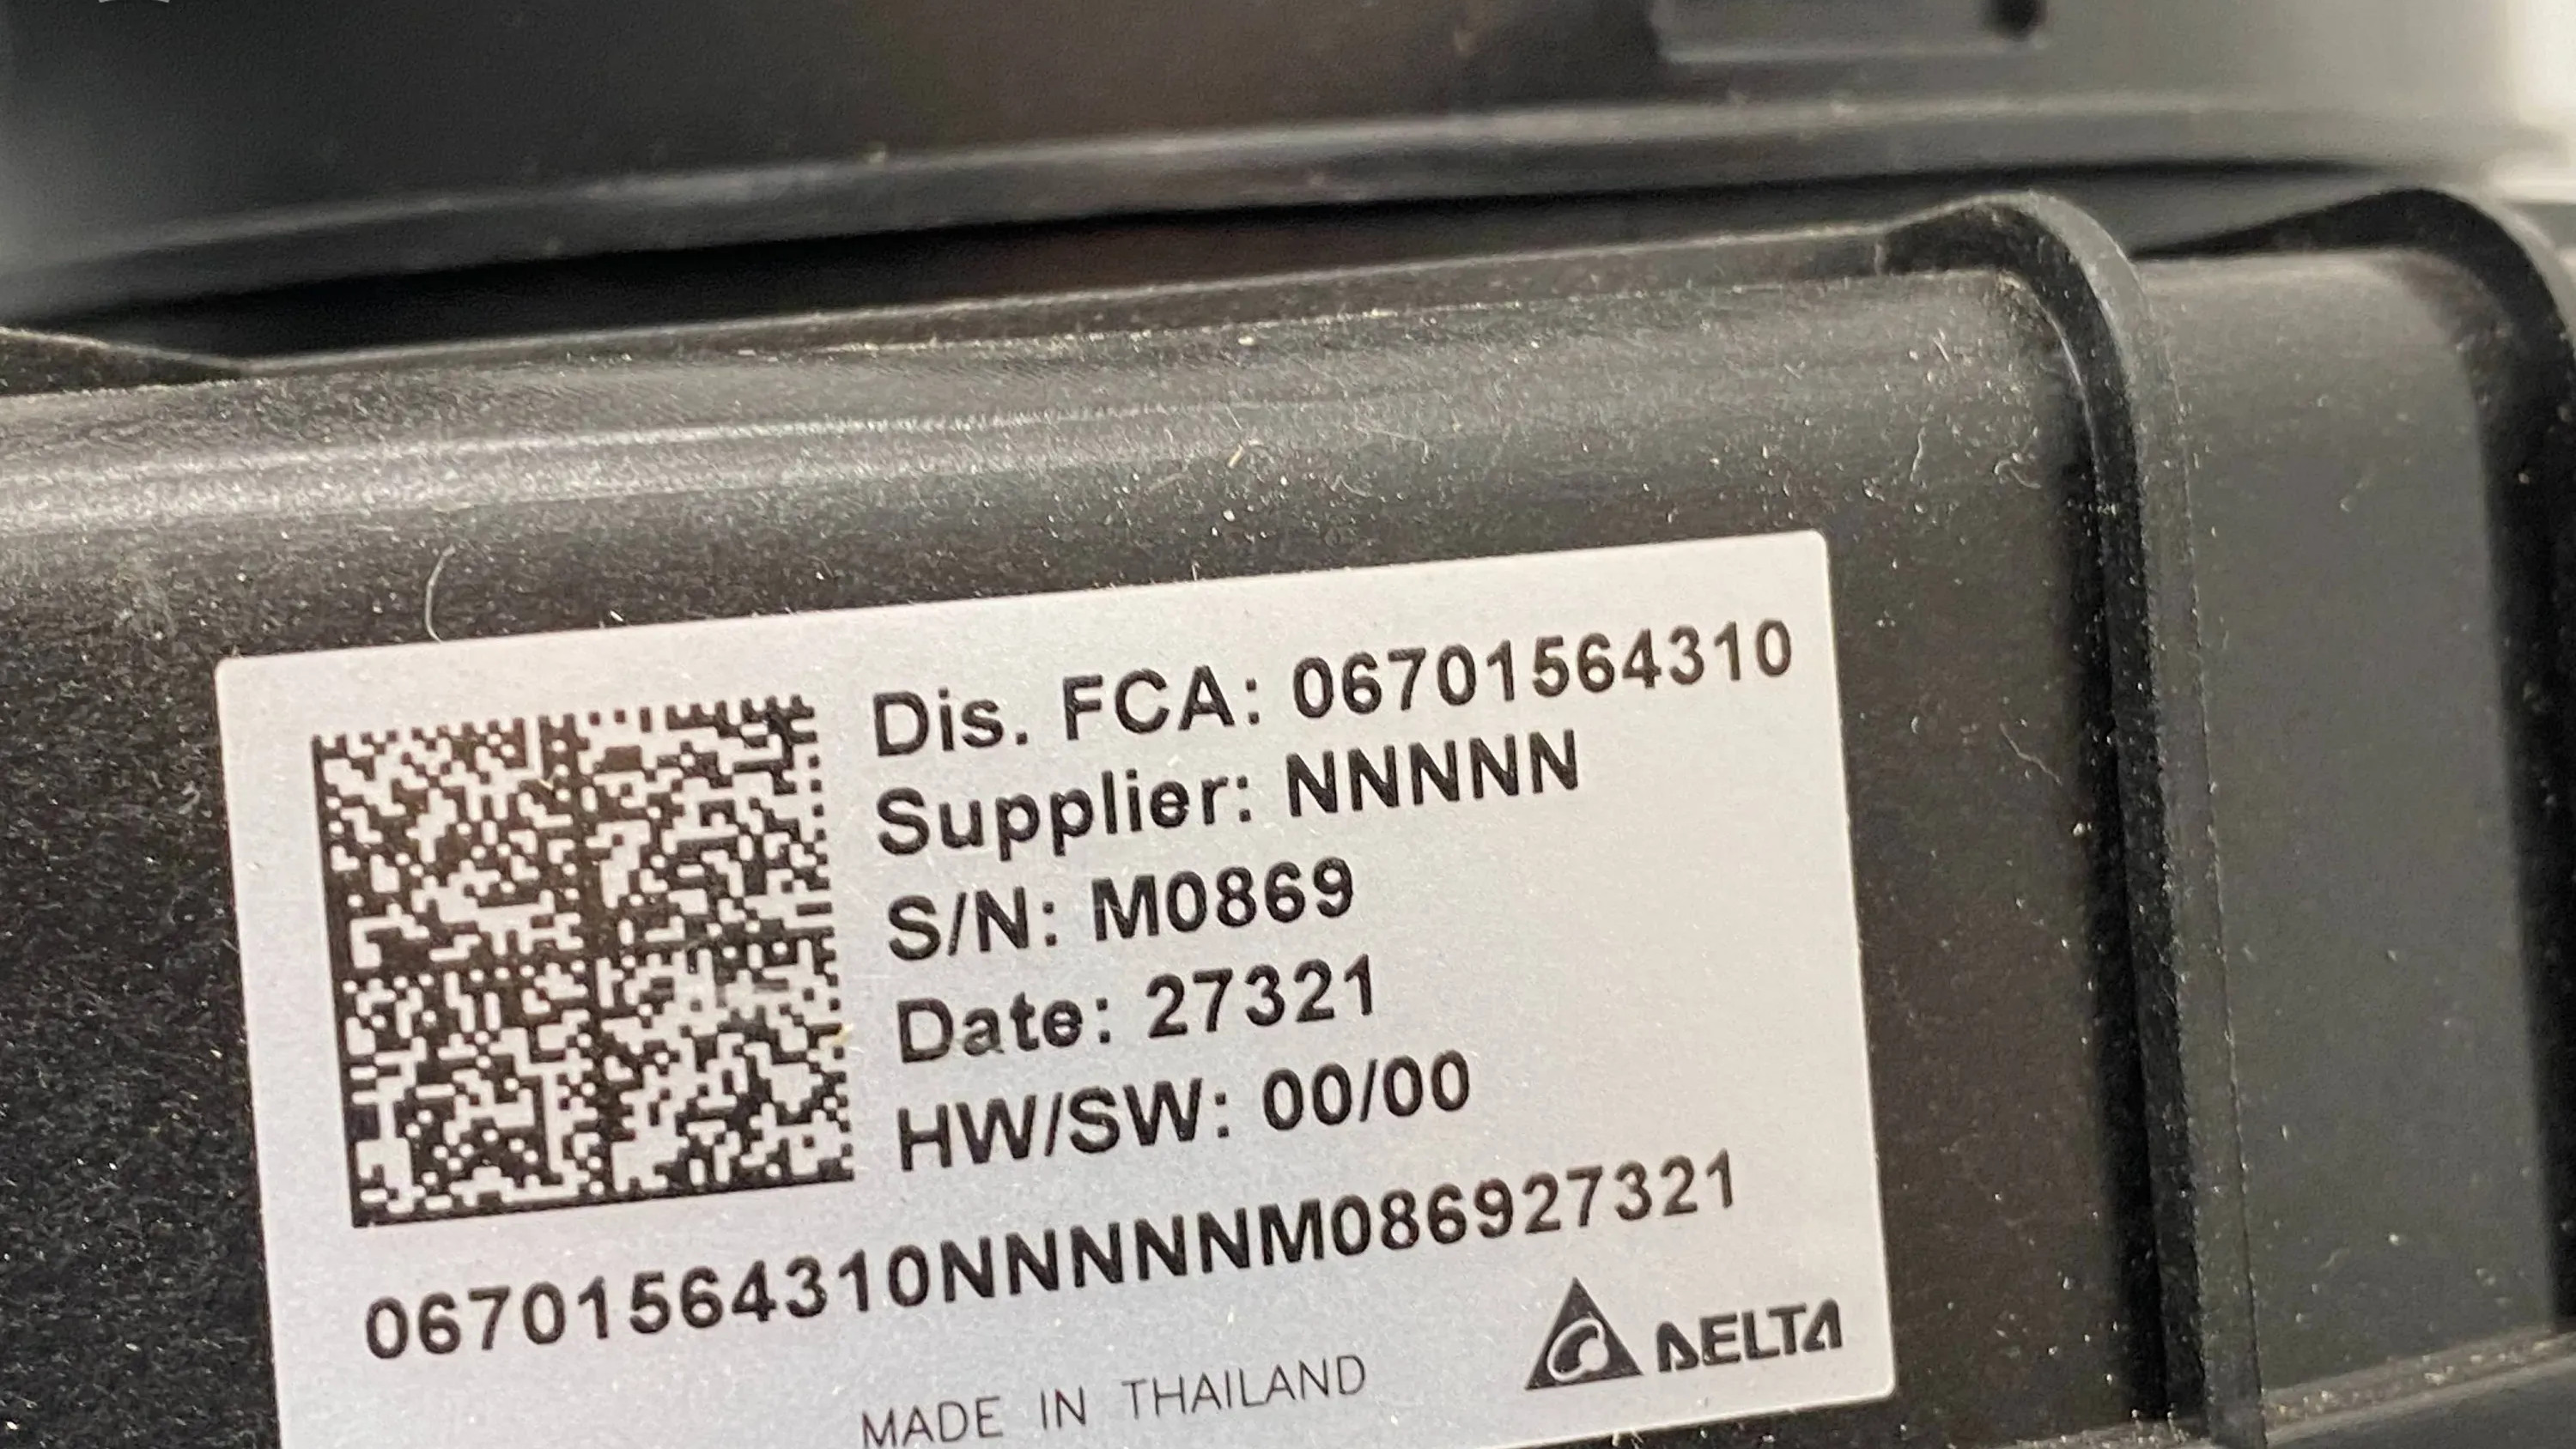 Dis. FCA: 06701564310
Supplier: NNNNN
S/N: M0869
Date: 27321
HW/SW: 00/00
06701564310NNNNNM086927321
MADE IN THAILAND
DELTA